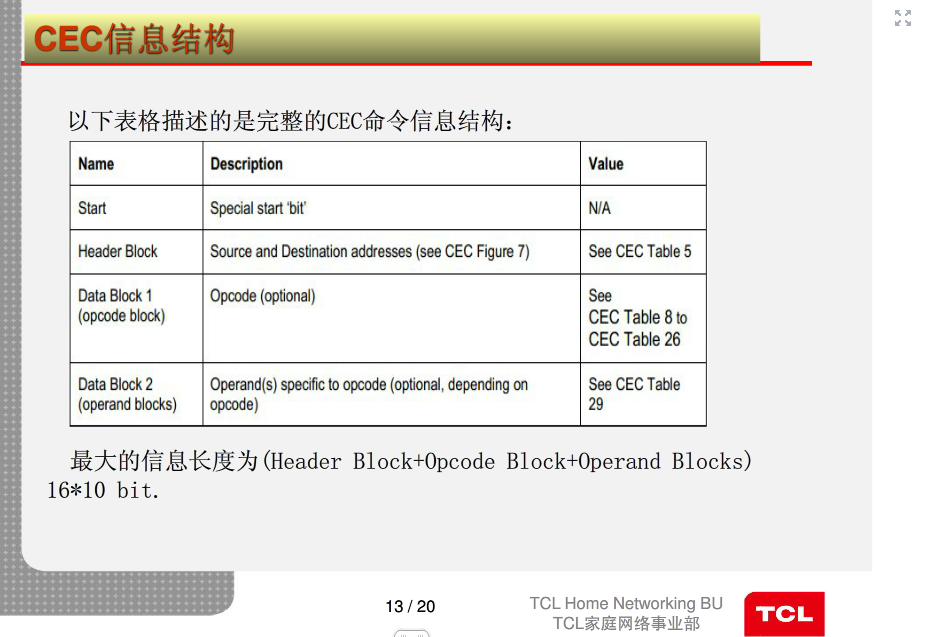 CEC信息结构
以下表格描述的是完整的CEC命令信息结构：
Name Description Value
Start Special start ‘bit’ N/A
Header Block Source and Destination addresses (see CEC Figure 7) See CEC Table 5
Data Block 1 Opcode (optional) See
(opcode block) CEC Table 8 to
CEC Table 26
Data Block 2 Operand(s) specific to opcode (optional, depending on See CEC Table
(operand blocks) opcode) 29
最大的信息长度为(Header Block+Opcode Block+Operand Blocks)
16*10 bit.
13 / 20
TCL Home Networking BU
TCL家庭网络事业部
TCL